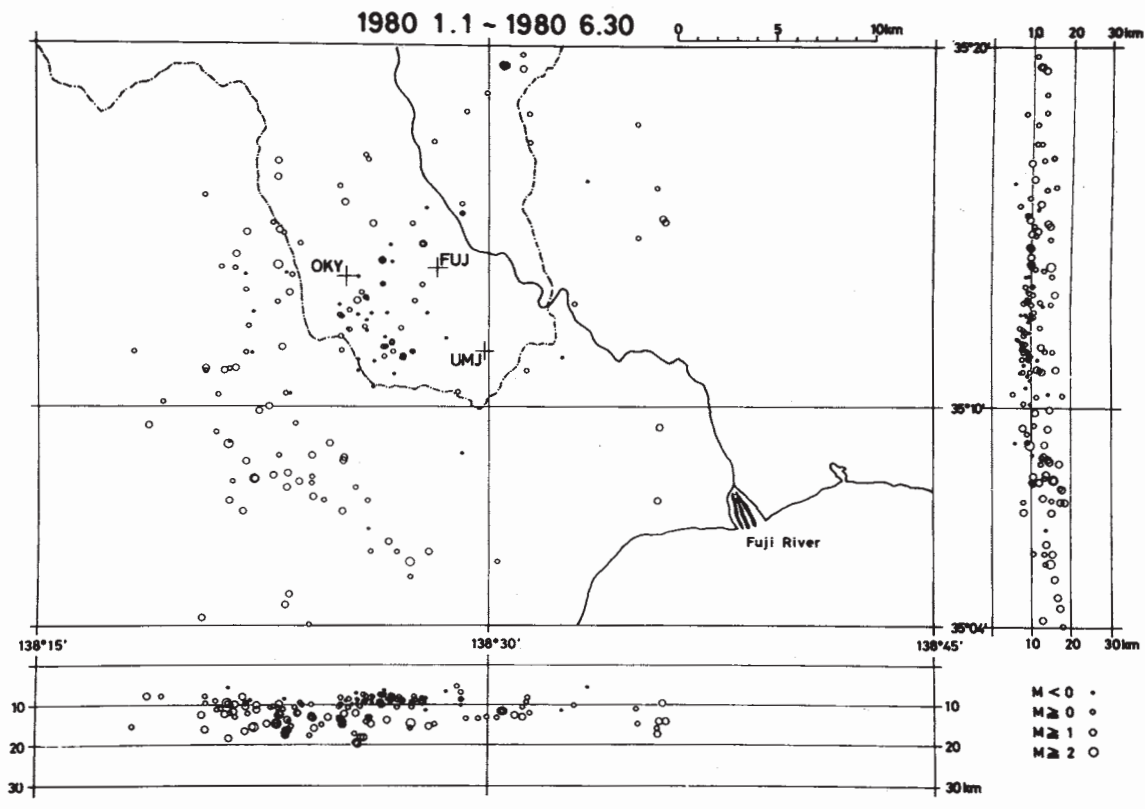 1980 1.1 ~ 1980 6.30
0 5 10km
10 20 30km
35°20'
OKY
FUJ
UMJ
35°10'
Fuji River
35°04'
138°15'
138°30'
138°45'
10 20 30km
M < 0
M ≧ 0
M ≧ 1
M ≧ 2
10
10
20
20
30
30km